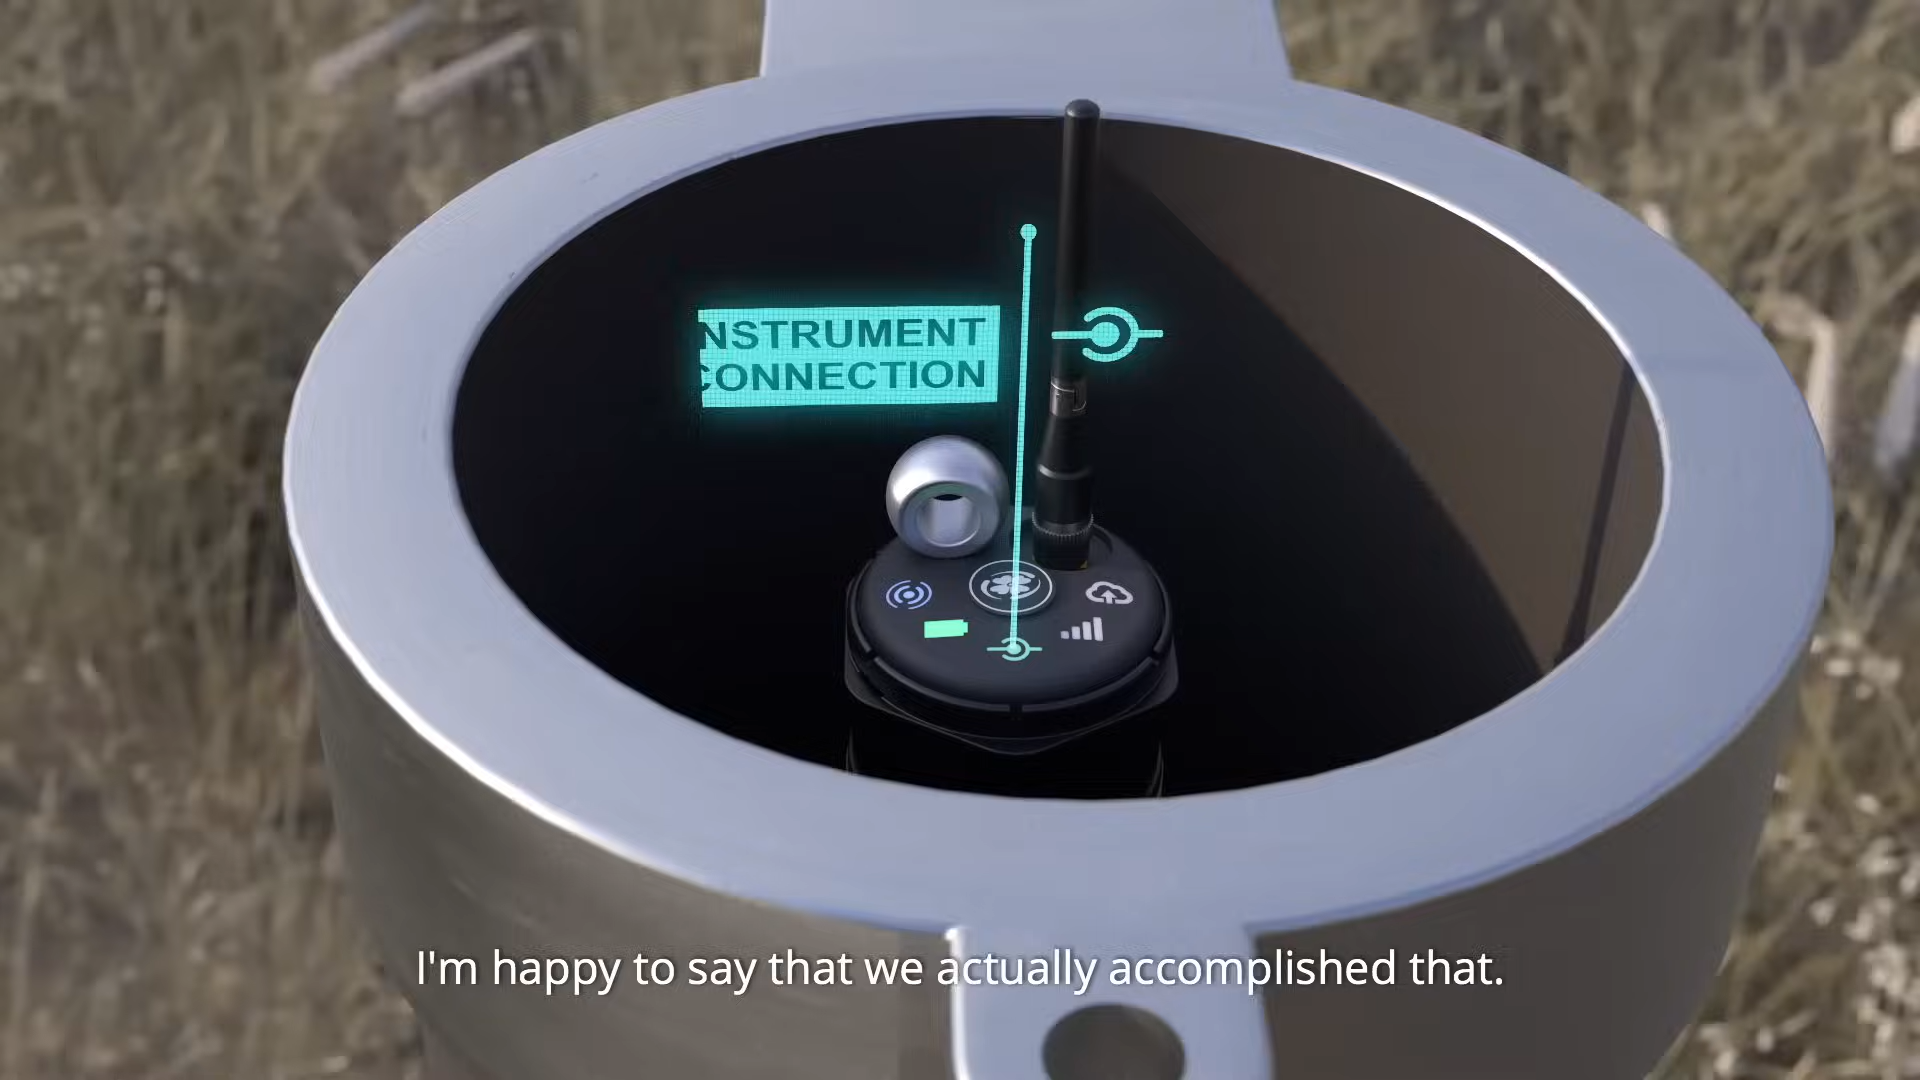 NSTRUMENT
CONNECTION
I'm happy to say that we actually accomplished that.